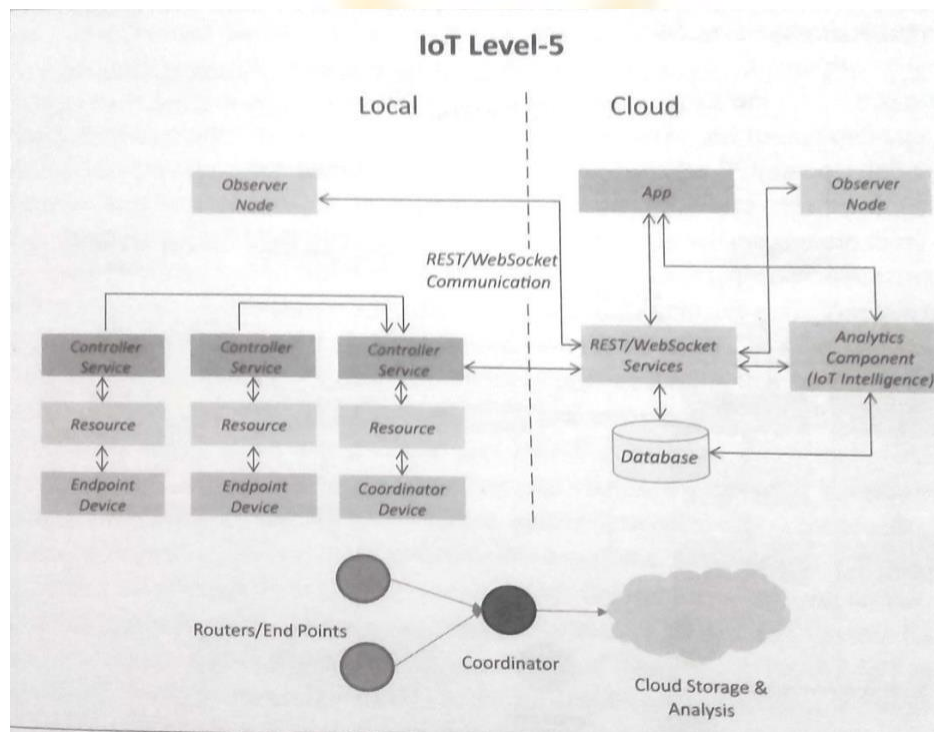 IoT Level-5
Local
Cloud
Observer
Node
App
Observer
Node
REST/WebSocket
Communication
Controller
Service
Controller
Service
Controller
Service
REST/WebSocket
Services
Analytics
Component
(IoT Intelligence)
Resource
Resource
Resource
Database
Endpoint
Device
Endpoint
Device
Coordinator
Device
Routers/End Points
Coordinator
Cloud Storage &
Analysis